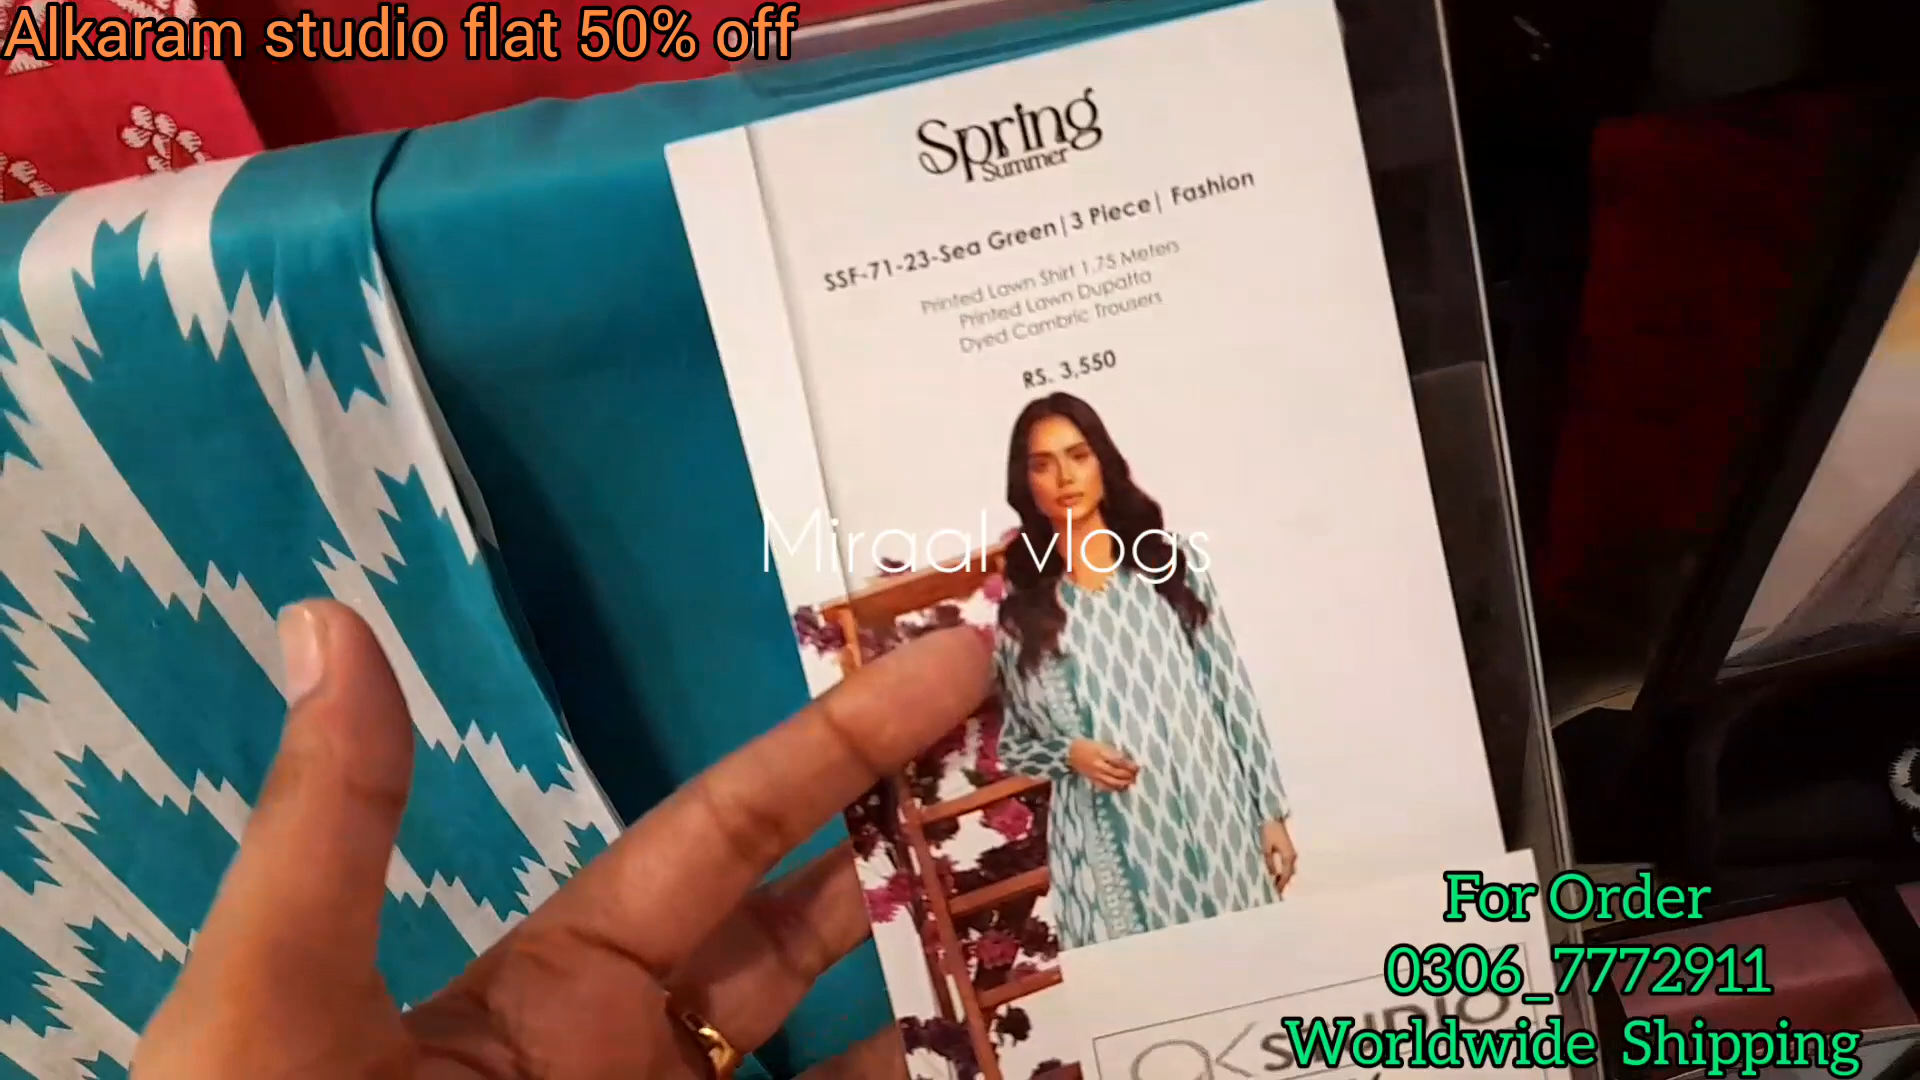 Alkaram studio flat 50% off
Spring
Summer
SSF-71-23-Sea Green|3 Piece| Fashion
Printed Lawn Shirt 1.75 Meters
Printed Lawn Dupatta
Dyed Cambric Trousers
RS. 3,550
Miraal vlogs
For Order
0306_7772911
Worldwide Shipping